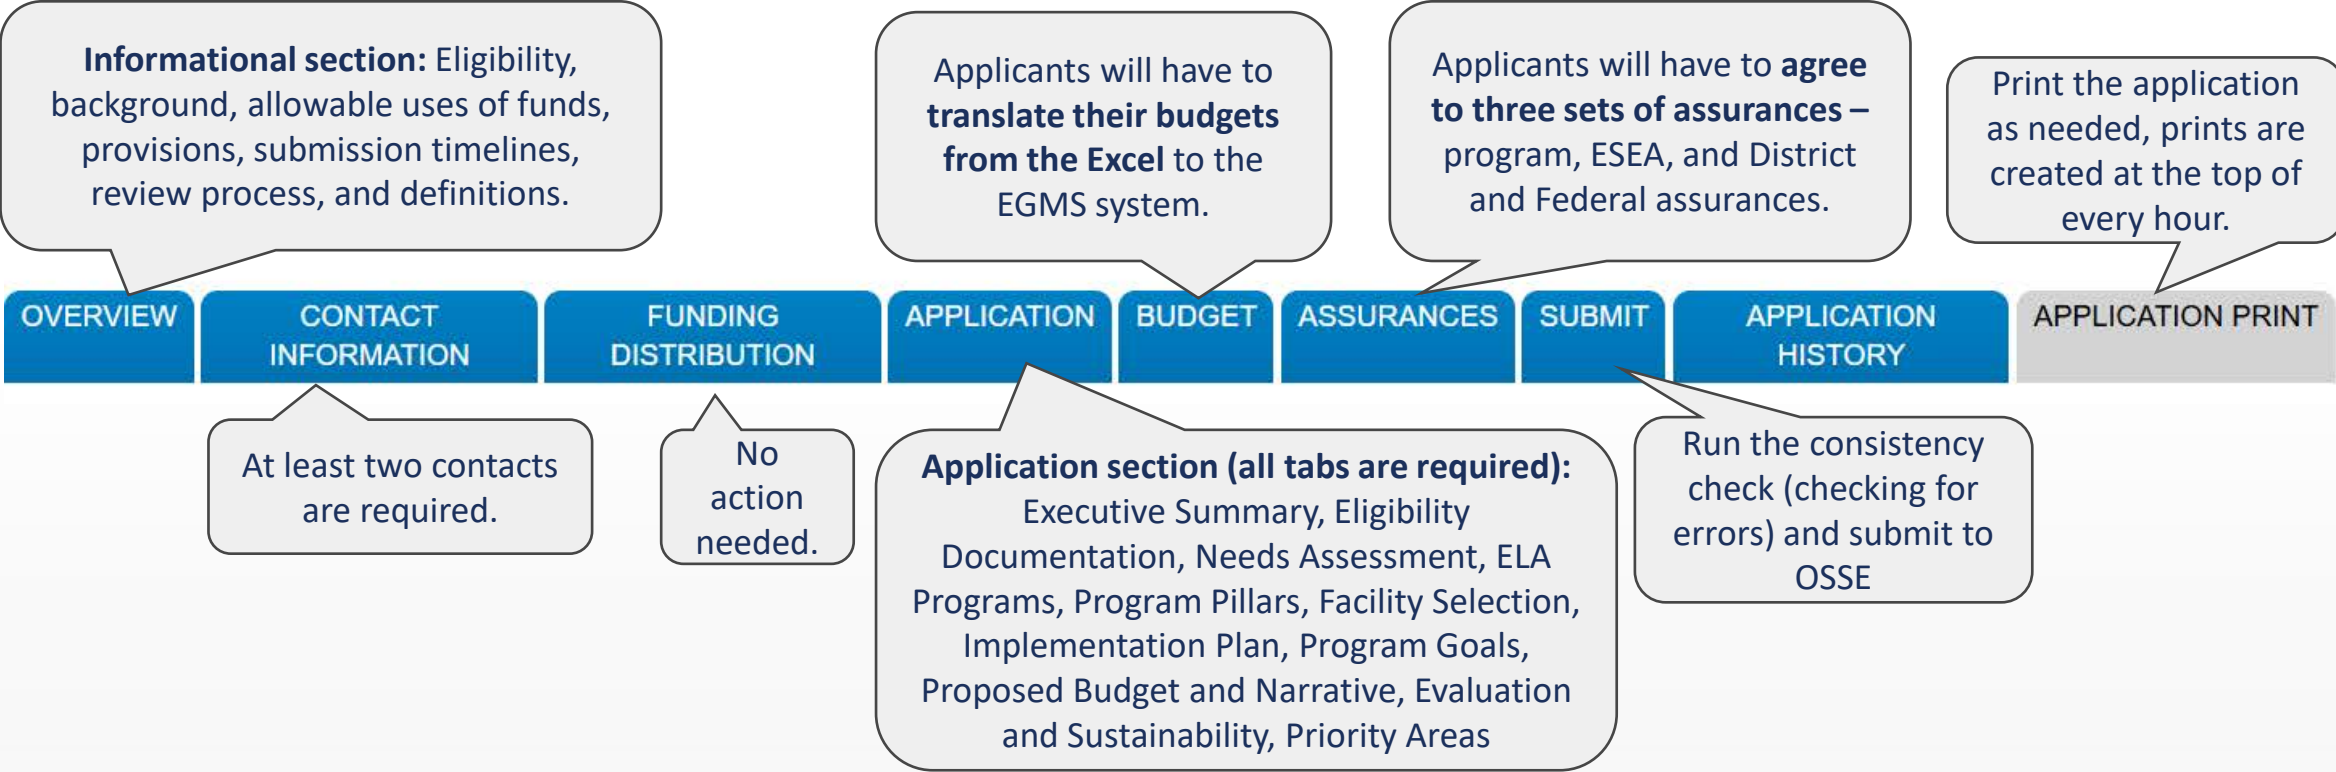 Informational section: Eligibility,
background, allowable uses of funds,
provisions, submission timelines,
review process, and definitions.
Applicants will have to
translate their budgets
from the Excel to the
EGMS system.
Applicants will have to agree
to three sets of assurances –
program, ESEA, and District
and Federal assurances.
Print the application
as needed, prints are
created at the top of
every hour.
OVERVIEW
CONTACT
INFORMATION
FUNDING
DISTRIBUTION
APPLICATION
BUDGET
ASSURANCES
SUBMIT
APPLICATION
HISTORY
APPLICATION PRINT
At least two contacts
are required.
No
action
needed.
Application section (all tabs are required):
Executive Summary, Eligibility
Documentation, Needs Assessment, ELA
Programs, Program Pillars, Facility Selection,
Implementation Plan, Program Goals,
Proposed Budget and Narrative, Evaluation
and Sustainability, Priority Areas
Run the consistency
check (checking for
errors) and submit to
OSSE